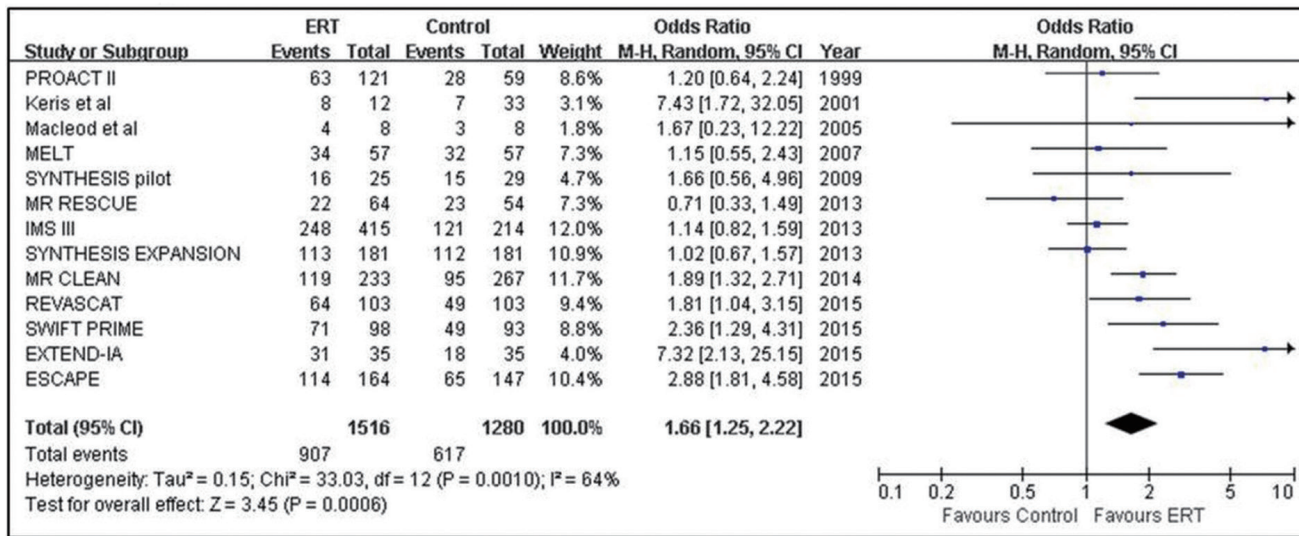 ERT Control Odds Ratio Odds Ratio
Study or Subgroup Events Total Events Total Weight M-H, Random, 95% CI Year M-H, Random, 95% CI
PROACT II 63 121 28 59 8.6% 1.20 [0.64, 2.24] 1999
Keris et al 8 12 7 33 3.1% 7.43 [1.72, 32.05] 2001
Macleod et al 4 8 3 8 1.8% 1.67 [0.23, 12.22] 2005
MELT 34 57 32 57 7.3% 1.15 [0.55, 2.43] 2007
SYNTHESIS pilot 16 25 15 29 4.7% 1.66 [0.56, 4.96] 2009
MR RESCUE 22 64 23 54 7.3% 0.71 [0.33, 1.49] 2013
IMS III 248 415 121 214 12.0% 1.14 [0.82, 1.59] 2013
SYNTHESIS EXPANSION 113 181 112 181 10.9% 1.02 [0.67, 1.57] 2013
MR CLEAN 119 233 95 267 11.7% 1.89 [1.32, 2.71] 2014
REVASCAT 64 103 49 103 9.4% 1.81 [1.04, 3.15] 2015
SWIFT PRIME 71 98 49 93 8.8% 2.36 [1.29, 4.31] 2015
EXTEND-IA 31 35 18 35 4.0% 7.32 [2.13, 25.15] 2015
ESCAPE 114 164 65 147 10.4% 2.88 [1.81, 4.58] 2015
Total (95% CI) 1516 1280 100.0% 1.66 [1.25, 2.22]
Total events 907 617
Heterogeneity: Tau² = 0.15; Chi² = 33.03, df = 12 (P = 0.0010); I² = 64%
Test for overall effect: Z = 3.45 (P = 0.0006)
0.1 0.2 0.5 1 2 5 10
Favours Control Favours ERT